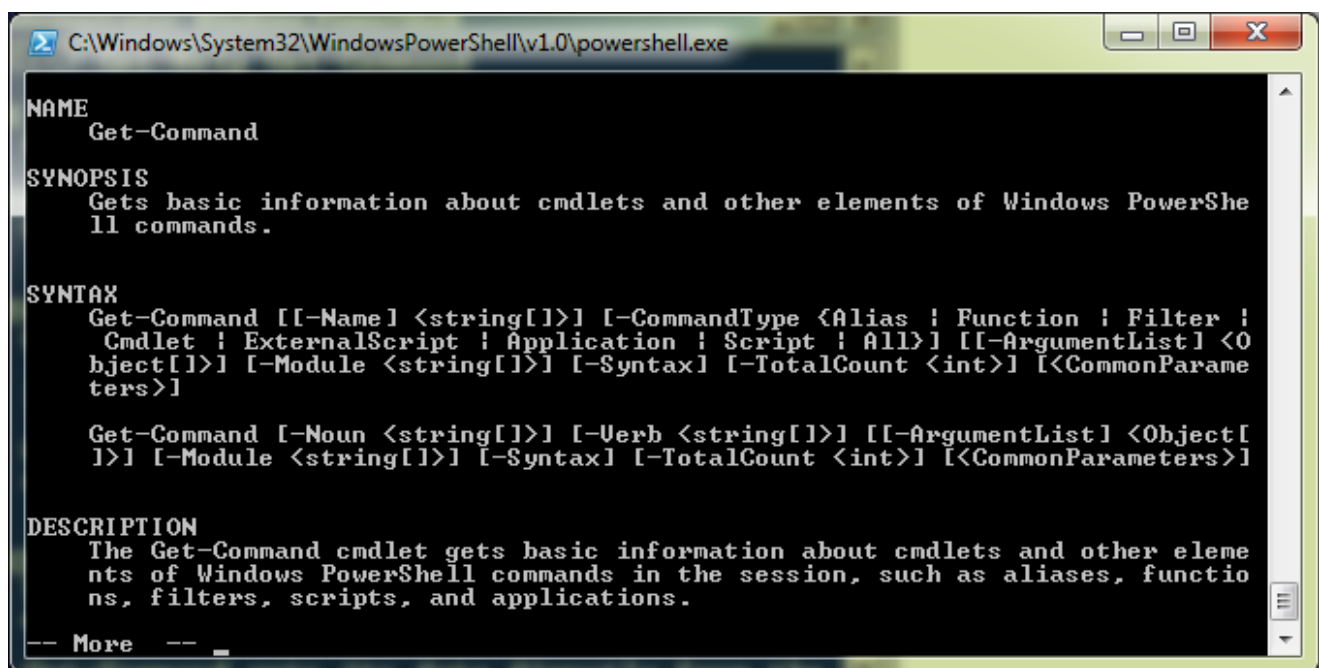 C:\Windows\System32\WindowsPowerShell\v1.0\powershell.exe
NAME
Get-Command
SYNOPSIS
Gets basic information about cmdlets and other elements of Windows PowerShe
ll commands.
SYNTAX
Get-Command [[-Name] <string[]>] [-CommandType {Alias | Function | Filter |
Cmdlet | ExternalScript | Application | Script | All}] [[-ArgumentList] <O
bject[]>] [-Module <string[]>] [-Syntax] [-TotalCount <int>] [<CommonParame
ters>]
Get-Command [-Noun <string[]>] [-Verb <string[]>] [[-ArgumentList] <Object[
]>] [-Module <string[]>] [-Syntax] [-TotalCount <int>] [<CommonParameters>]
DESCRIPTION
The Get-Command cmdlet gets basic information about cmdlets and other eleme
nts of Windows PowerShell commands in the session, such as aliases, functio
ns, filters, scripts, and applications.
-- More -- _